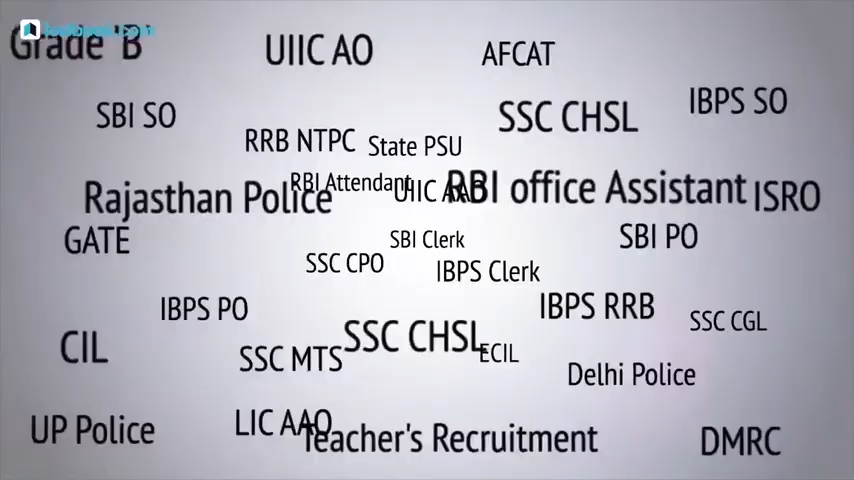 Grade 'B'
UIIC AO
AFCAT
SBI SO
SSC CHSL
IBPS SO
RRB NTPC
State PSU
RBI Attendant
Rajasthan Police
UIIC AAO
RBI office Assistant
ISRO
GATE
SBI Clerk
SBI PO
SSC CPO
IBPS Clerk
IBPS PO
IBPS RRB
SSC CGL
CIL
SSC CHSL
SSC MTS
ECIL
Delhi Police
UP Police
LIC AAO
Teacher's Recruitment
DMRC